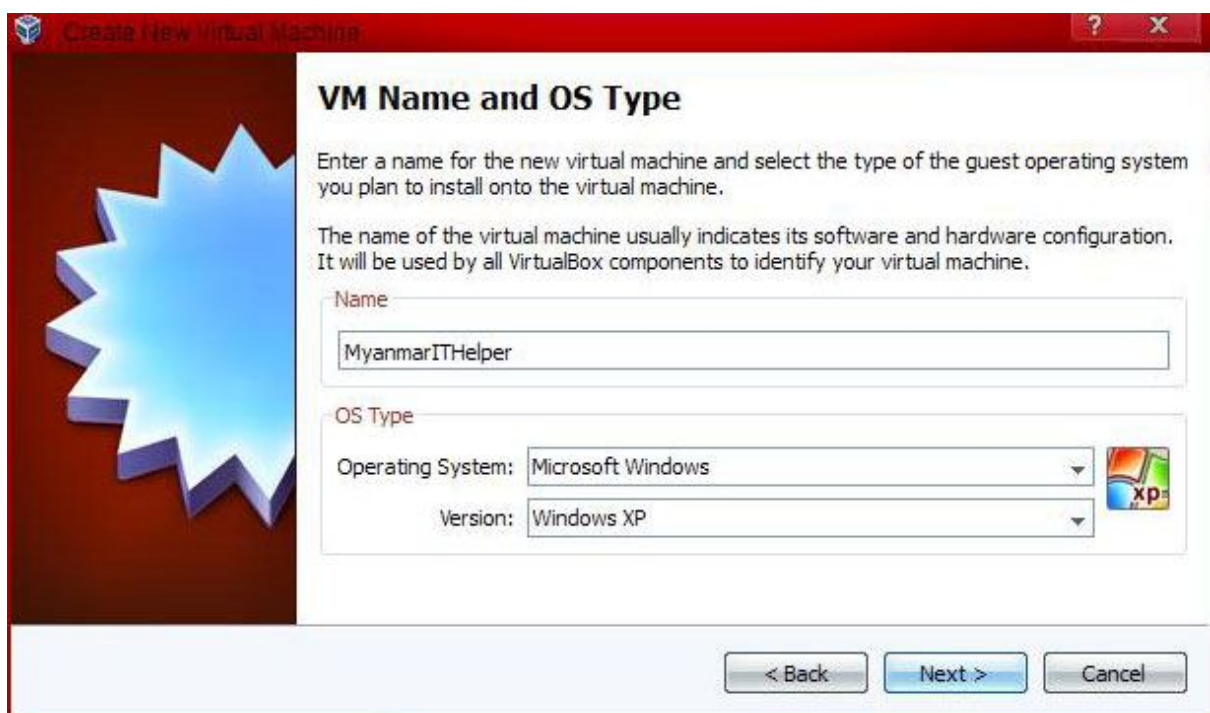 Create New Virtual Machine
? X
VM Name and OS Type
Enter a name for the new virtual machine and select the type of the guest operating system
you plan to install onto the virtual machine.
The name of the virtual machine usually indicates its software and hardware configuration.
It will be used by all VirtualBox components to identify your virtual machine.
Name
MyanmarITHelper
OS Type
Operating System: Microsoft Windows
xp
Version: Windows XP
< Back Next > Cancel